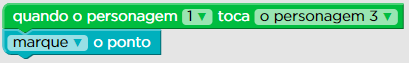 quando o personagem 1 ▼ toca o personagem 3 ▼
marque ▼ o ponto